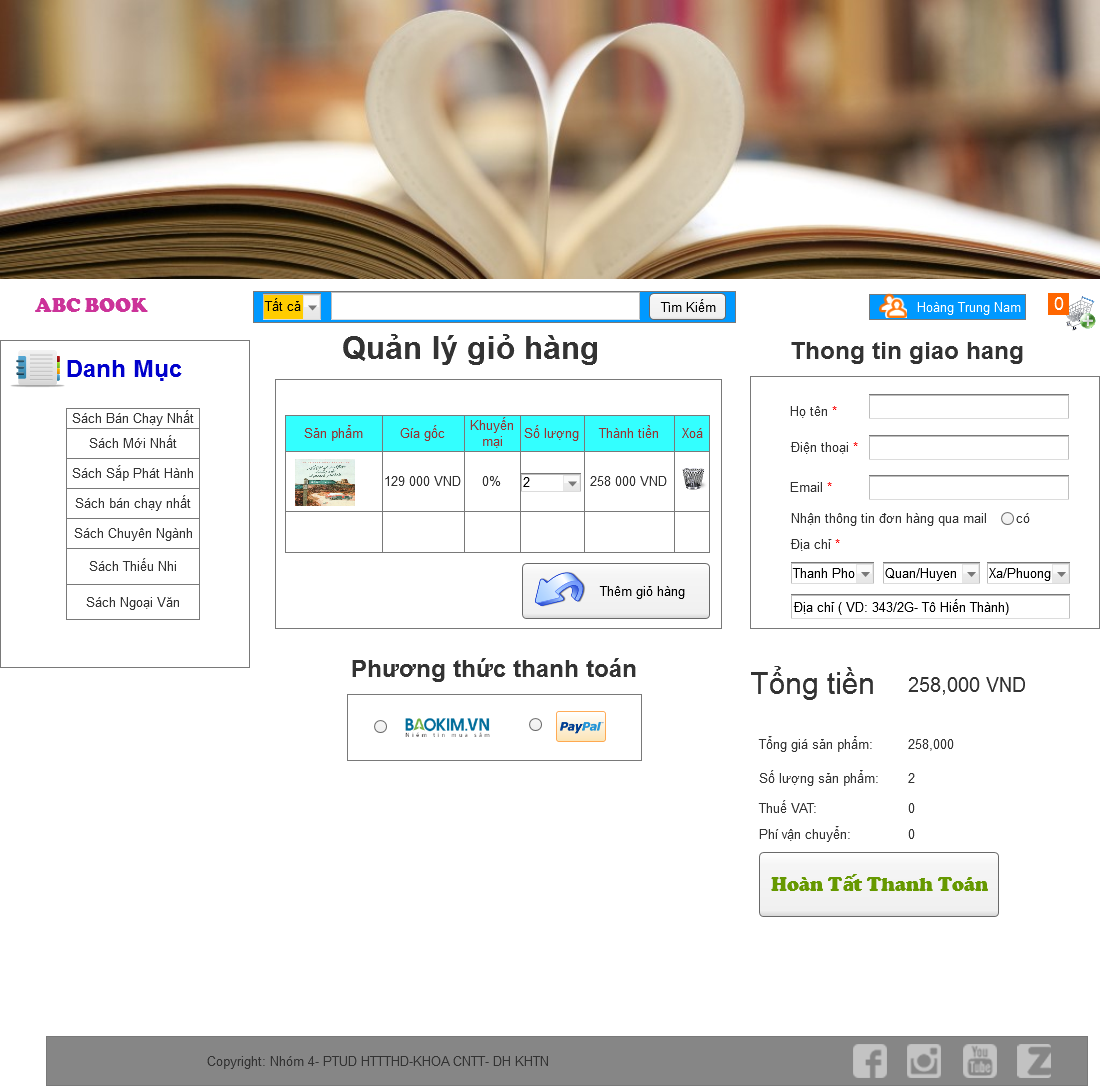 ABC BOOK
Tất cả
Tìm Kiếm
Hoàng Trung Nam
0
Danh Mục
Sách Bán Chạy Nhất
Sách Mới Nhất
Sách Sắp Phát Hành
Sách bán chạy nhất
Sách Chuyên Ngành
Sách Thiếu Nhi
Sách Ngoại Văn
Quản lý giỏ hàng
Sản phẩm Gía gốc Khuyến mại Số lượng Thành tiền Xoá
129 000 VND 0% 2 258 000 VND
Thêm giỏ hàng
Thong tin giao hang
Họ tên *
Điện thoại *
Email *
Nhận thông tin đơn hàng qua mail có
Địa chỉ *
Thanh Pho Quan/Huyen Xa/Phuong
Địa chỉ ( VD: 343/2G- Tô Hiến Thành)
Phương thức thanh toán
BAOKIM.VN
Niềm tin mua sắm
PayPal
Tổng tiền 258,000 VND
Tổng giá sản phẩm: 258,000
Số lượng sản phẩm: 2
Thuế VAT: 0
Phí vận chuyển: 0
Hoàn Tất Thanh Toán
Copyright: Nhóm 4- PTUD HTTTHD-KHOA CNTT- DH KHTN
You
Tube